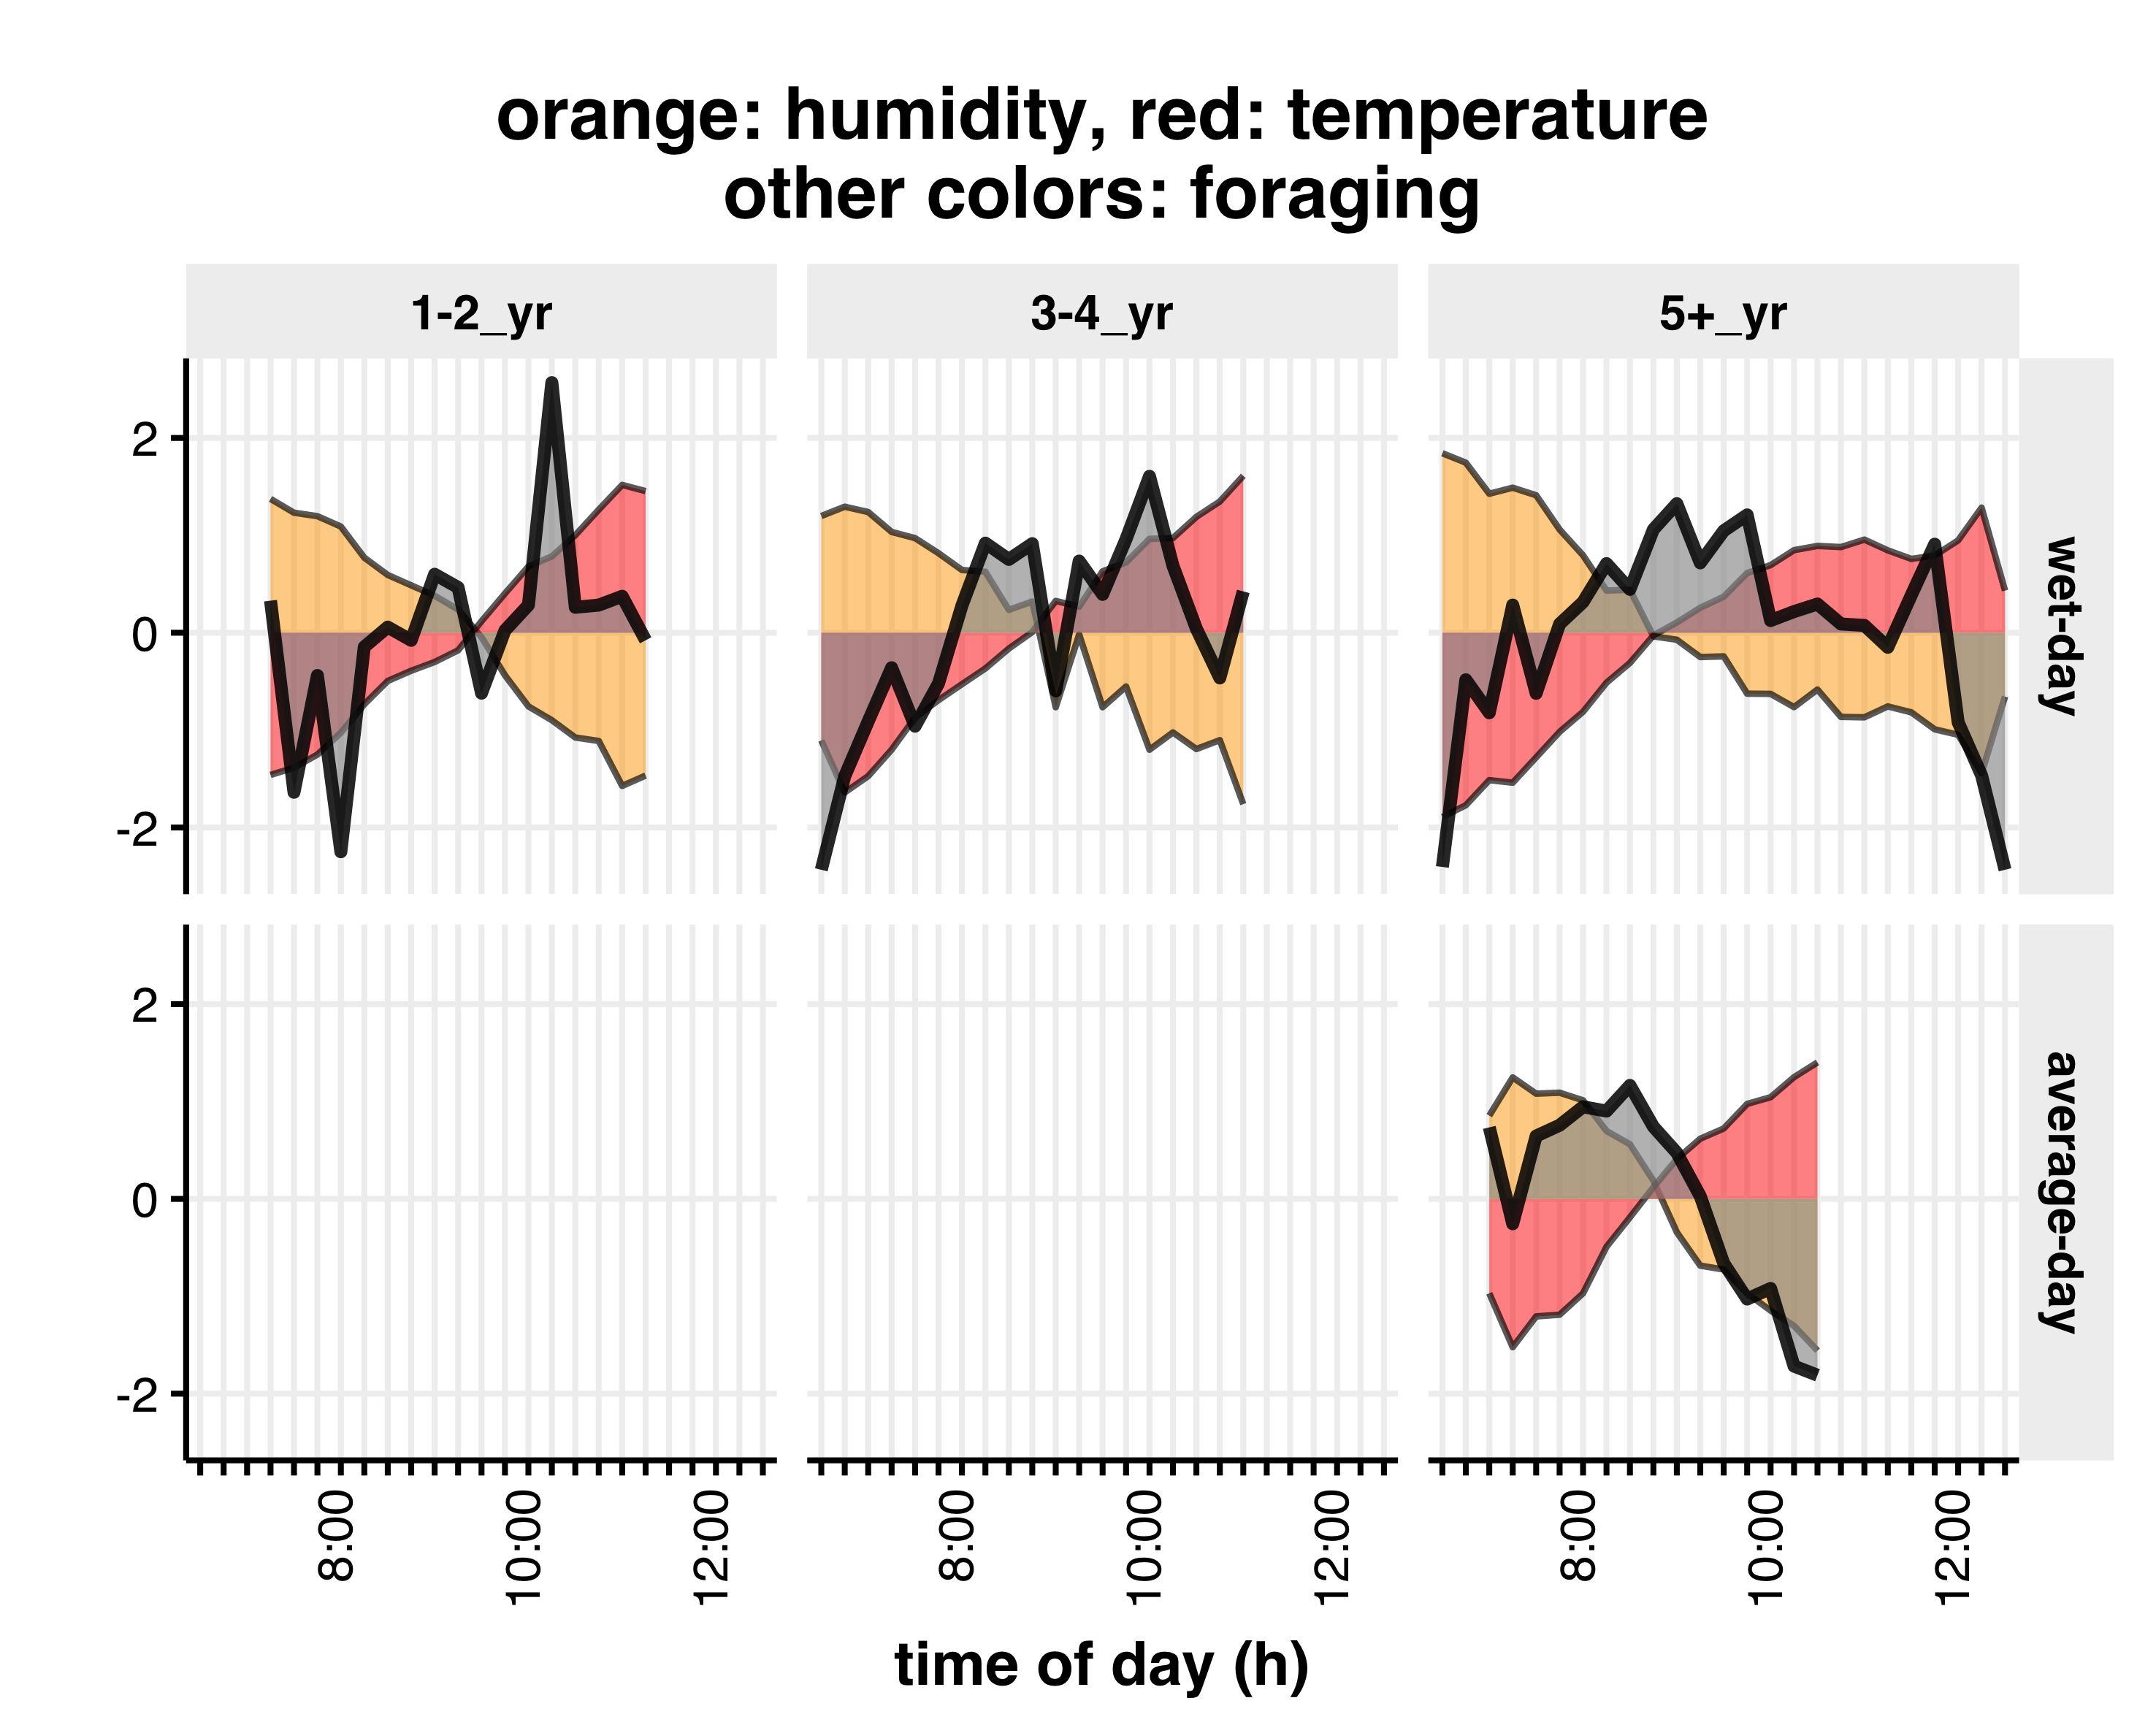 orange: humidity, red: temperature
other colors: foraging
1-2_yr
3-4_yr
5+_yr
2
0
-2
wet-day
2
0
-2
average-day
8:00
10:00
12:00
8:00
10:00
12:00
8:00
10:00
12:00
time of day (h)